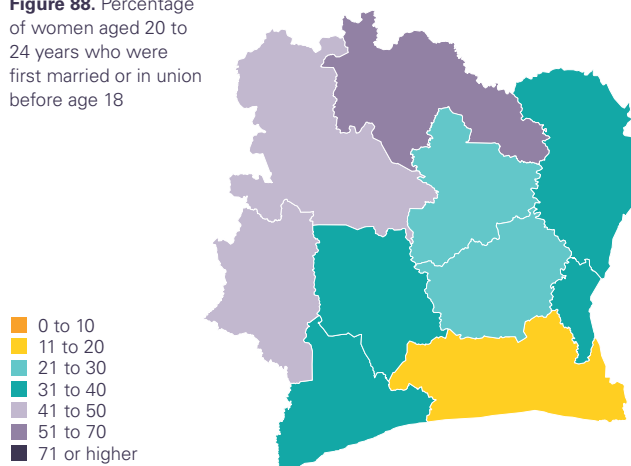 Figure 88. Percentage
of women aged 20 to
24 years who were
first married or in union
before age 18
0 to 10
11 to 20
21 to 30
31 to 40
41 to 50
51 to 70
71 or higher